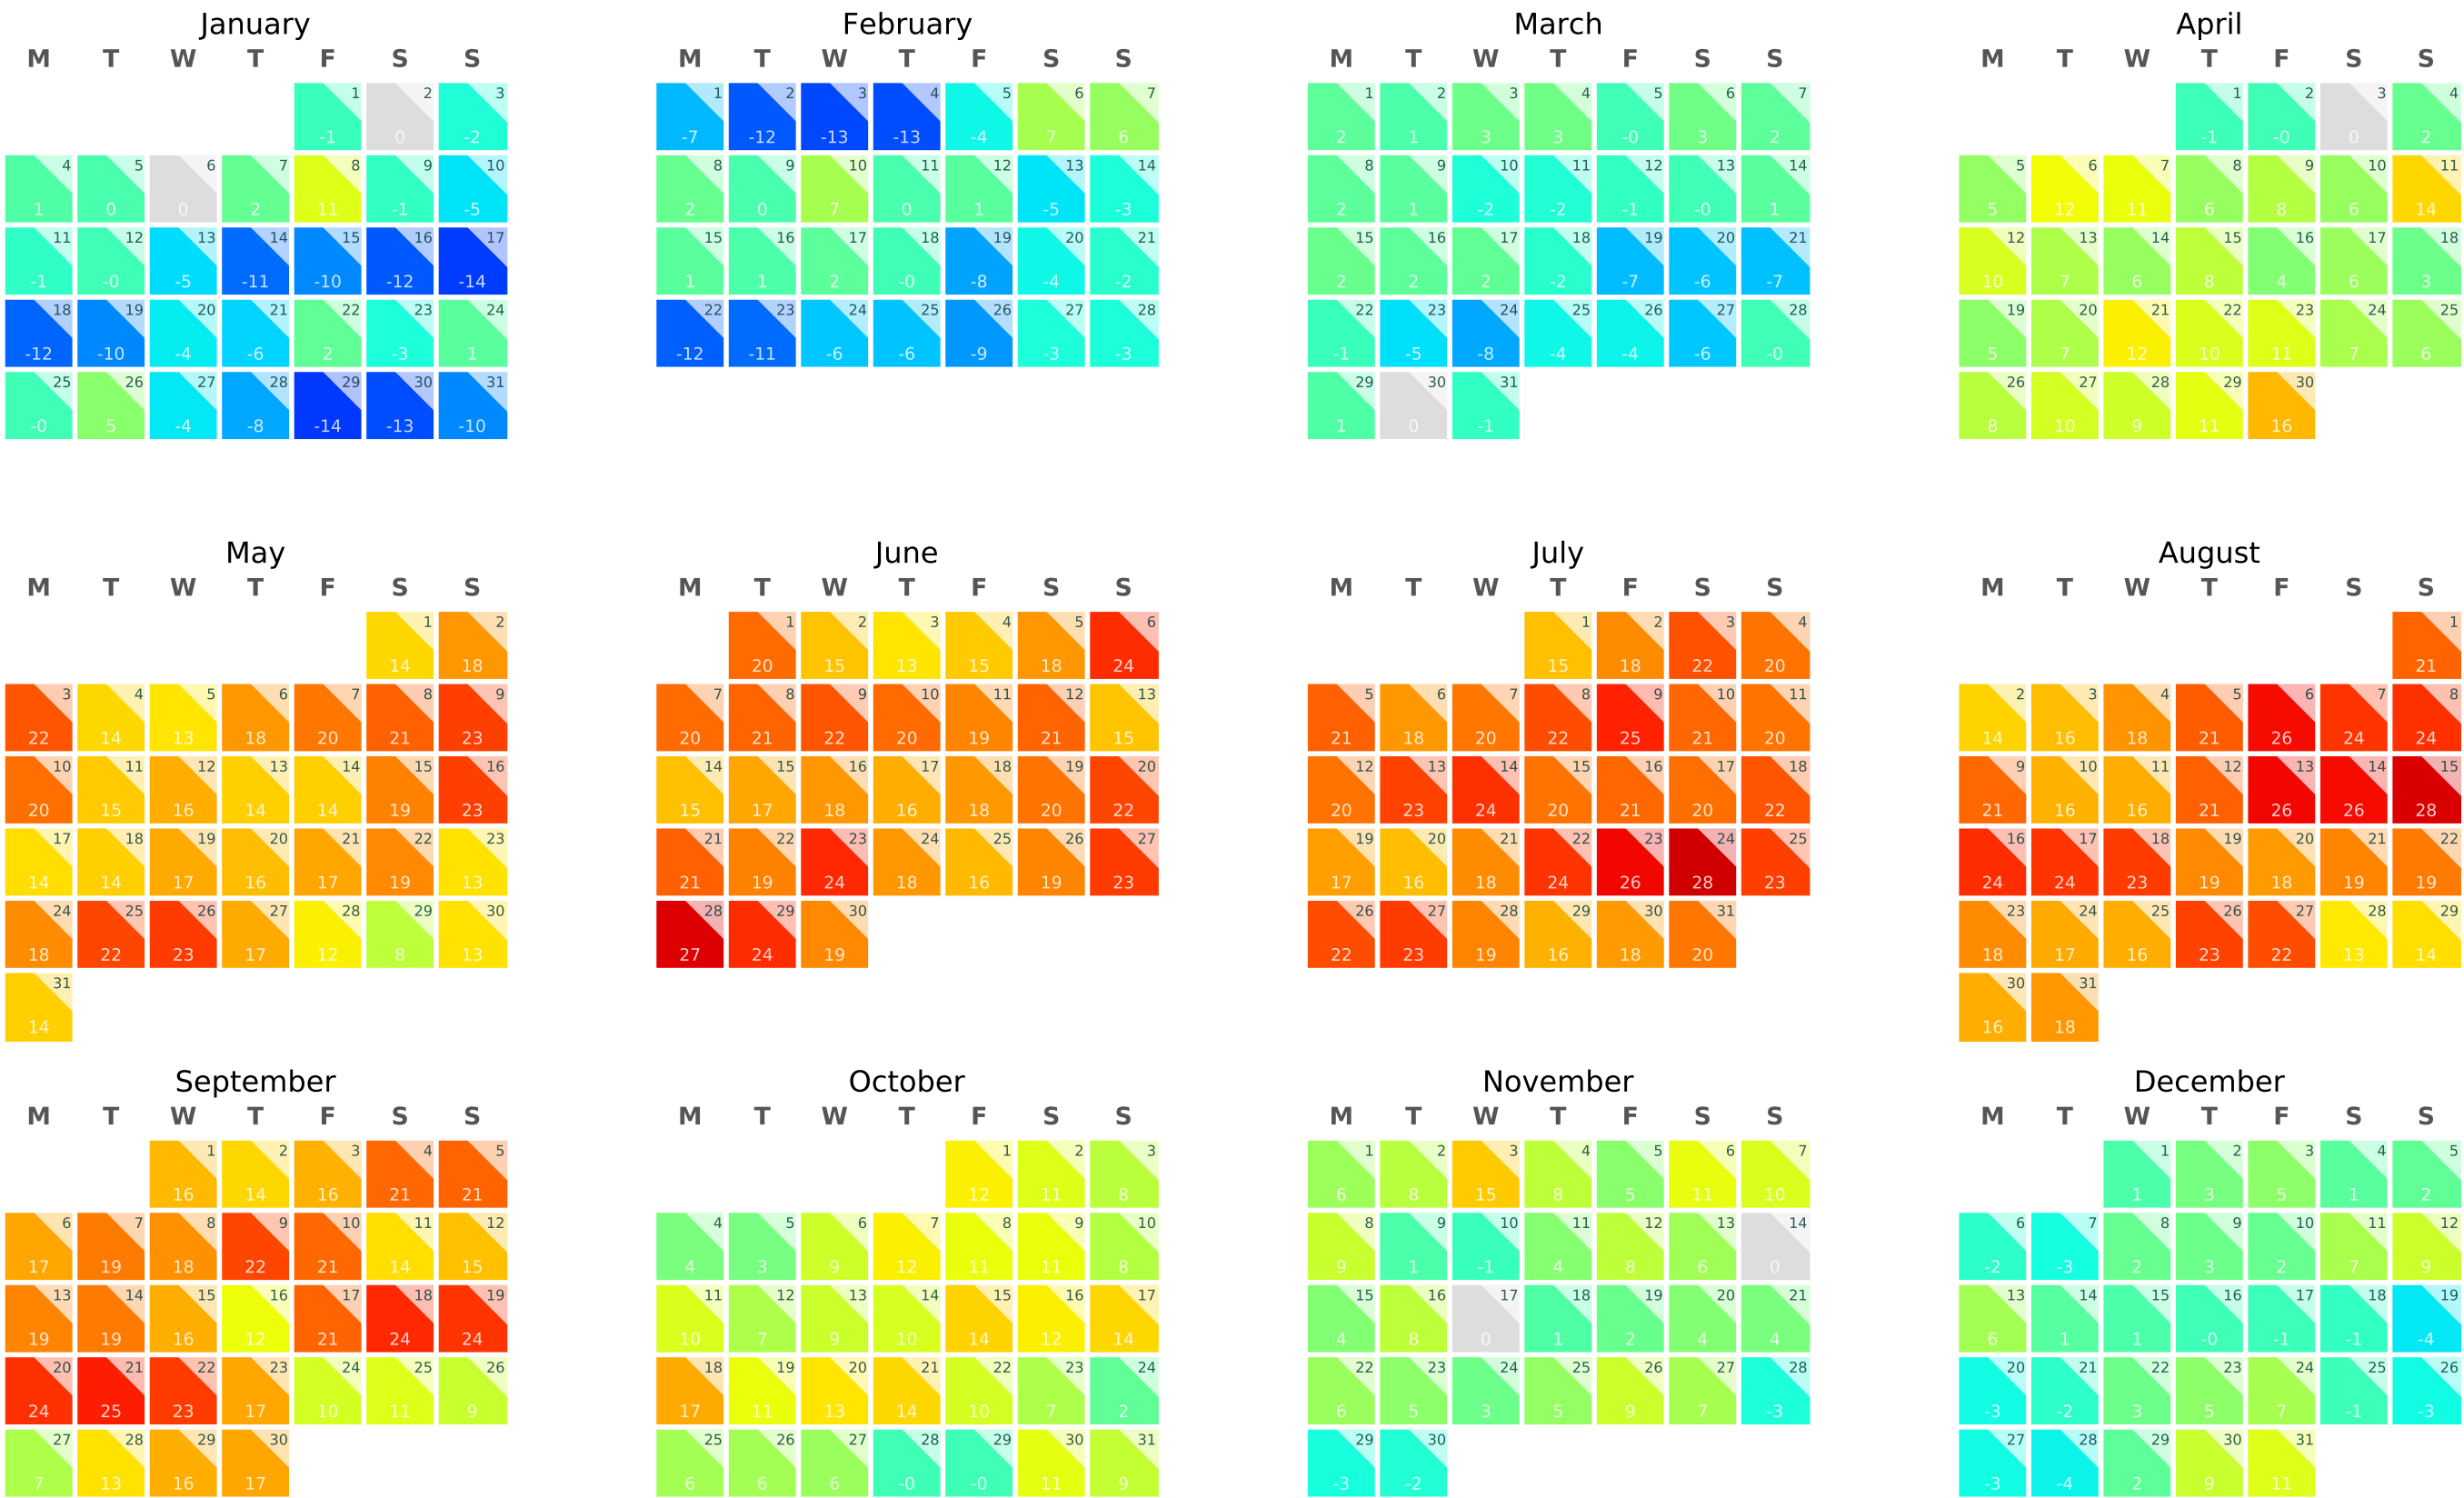 January February March April
M T W T F S S M T W T F S S M T W T F S S M T W T F S S
1 2 3 1 2 3 4 5 6 7 1 2 3 4 5 6 7 1 2 3 4
-1 0 -2 -7 -12 -13 -13 -4 7 6 2 1 3 3 -0 3 2 -1 -0 0 2
4 5 6 7 8 9 10 8 9 10 11 12 13 14 8 9 10 11 12 13 14 5 6 7 8 9 10 11
1 0 0 2 11 -1 -5 2 0 7 0 1 -5 -3 2 1 -2 -2 -1 -0 1 5 12 11 6 8 6 14
11 12 13 14 15 16 17 15 16 17 18 19 20 21 15 16 17 18 19 20 21 12 13 14 15 16 17 18
-1 -0 -5 -11 -10 -12 -14 1 1 2 -0 -8 -4 -2 2 2 2 -2 -7 -6 -7 10 7 6 8 4 6 3
18 19 20 21 22 23 24 22 23 24 25 26 27 28 22 23 24 25 26 27 28 19 20 21 22 23 24 25
-12 -10 -4 -6 2 -3 1 -12 -11 -6 -6 -9 -3 -3 -1 -5 -8 -4 -4 -6 -0 5 7 12 10 11 7 6
25 26 27 28 29 30 31 29 30 31 26 27 28 29 30
-0 5 -4 -8 -14 -13 -10 1 0 -1 8 10 9 11 16
May June July August
M T W T F S S M T W T F S S M T W T F S S M T W T F S S
1 2 1 2 3 4 5 6 1 2 3 4 1
14 18 20 15 13 15 18 24 15 18 22 20 21
3 4 5 6 7 8 9 7 8 9 10 11 12 13 5 6 7 8 9 10 11 2 3 4 5 6 7 8
22 14 13 18 20 21 23 20 21 22 20 19 21 15 21 18 20 22 25 21 20 14 16 18 21 26 24 24
10 11 12 13 14 15 16 14 15 16 17 18 19 20 12 13 14 15 16 17 18 9 10 11 12 13 14 15
20 15 16 14 14 19 23 15 17 18 16 18 20 22 20 23 24 20 21 20 22 21 16 16 21 26 26 28
17 18 19 20 21 22 23 21 22 23 24 25 26 27 19 20 21 22 23 24 25 16 17 18 19 20 21 22
14 14 17 16 17 19 13 21 19 24 18 16 19 23 17 16 18 24 26 28 23 24 24 23 19 18 19 19
24 25 26 27 28 29 30 28 29 30 26 27 28 29 30 31 23 24 25 26 27 28 29
18 22 23 17 12 8 13 27 24 19 22 23 19 16 18 20 18 17 16 23 22 13 14
31 30 31
14 16 18
September October November December
M T W T F S S M T W T F S S M T W T F S S M T W T F S S
1 2 3 4 5 1 2 3 1 2 3 4 5 6 7 1 2 3 4 5
16 14 16 21 21 12 11 8 6 8 15 8 5 11 10 1 3 5 1 2
6 7 8 9 10 11 12 4 5 6 7 8 9 10 8 9 10 11 12 13 14 6 7 8 9 10 11 12
17 19 18 22 21 14 15 4 3 9 12 11 11 8 9 1 -1 4 8 6 0 -2 -3 2 3 2 7 9
13 14 15 16 17 18 19 11 12 13 14 15 16 17 15 16 17 18 19 20 21 13 14 15 16 17 18 19
19 19 16 12 21 24 24 10 7 9 10 14 12 14 4 8 0 1 2 4 4 6 1 1 -0 -1 -1 -4
20 21 22 23 24 25 26 18 19 20 21 22 23 24 22 23 24 25 26 27 28 20 21 22 23 24 25 26
24 25 23 17 10 11 9 17 11 13 14 10 7 2 6 5 3 5 9 7 -3 -3 -2 3 5 7 -1 -3
27 28 29 30 25 26 27 28 29 30 31 29 30 27 28 29 30 31
7 13 16 17 6 6 6 -0 -0 11 9 -3 -2 -3 -4 2 9 11